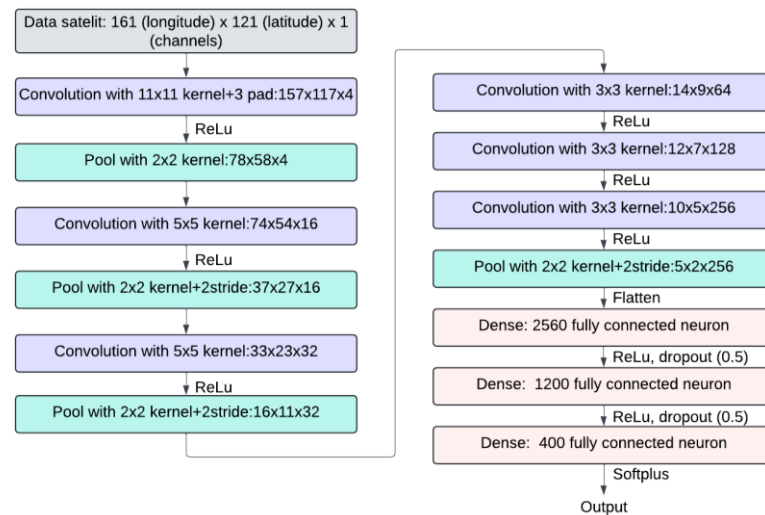 Data satelit: 161 (longitude) x 121 (latitude) x 1
(channels)
Convolution with 11x11 kernel+3 pad:157x117x4
ReLu
Pool with 2x2 kernel:78x58x4
Convolution with 5x5 kernel:74x54x16
ReLu
Pool with 2x2 kernel+2stride:37x27x16
Convolution with 5x5 kernel:33x23x32
ReLu
Pool with 2x2 kernel+2stride:16x11x32
Convolution with 3x3 kernel:14x9x64
ReLu
Convolution with 3x3 kernel:12x7x128
ReLu
Convolution with 3x3 kernel:10x5x256
ReLu
Pool with 2x2 kernel+2stride:5x2x256
Flatten
Dense: 2560 fully connected neuron
ReLu, dropout (0.5)
Dense: 1200 fully connected neuron
ReLu, dropout (0.5)
Dense: 400 fully connected neuron
Softplus
Output